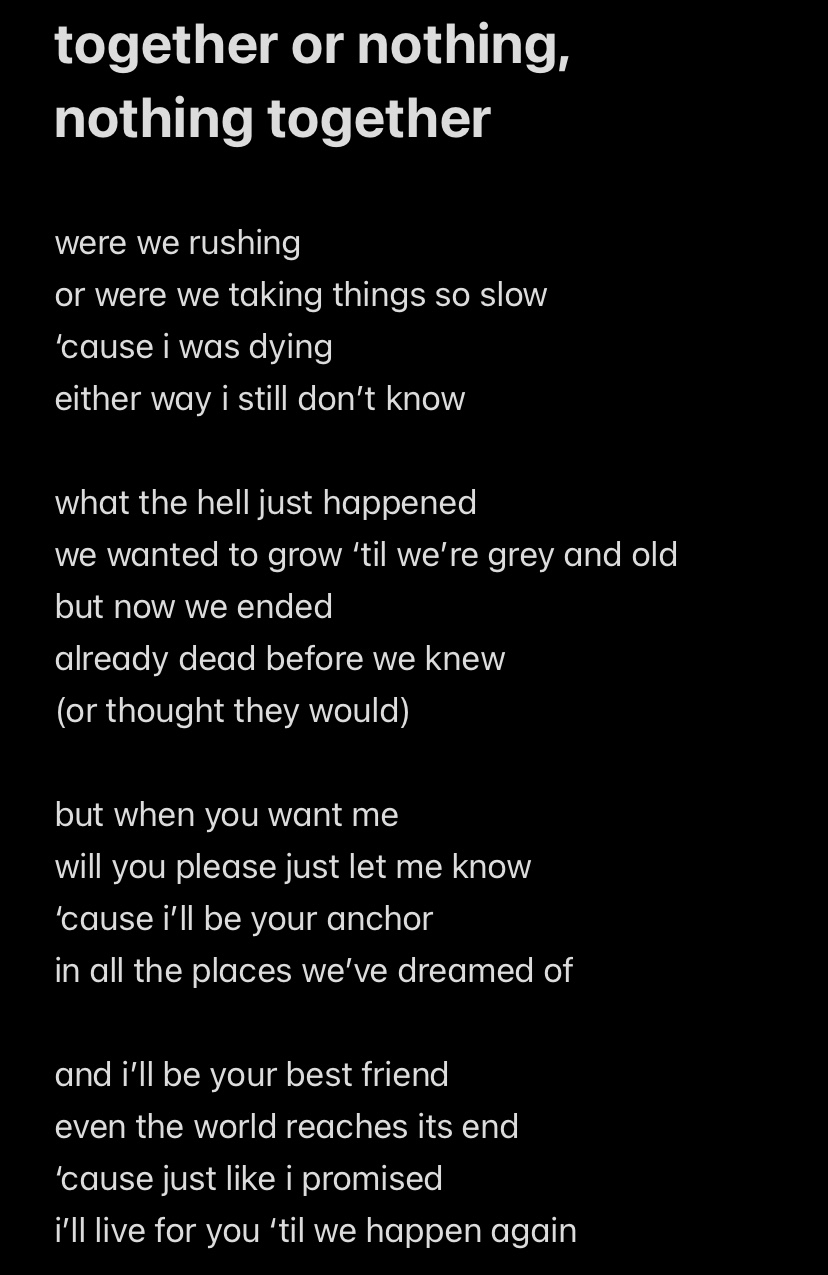 together or nothing,
nothing together
were we rushing
or were we taking things so slow
‘cause i was dying
either way i still don’t know
what the hell just happened
we wanted to grow ‘til we’re grey and old
but now we ended
already dead before we knew
(or thought they would)
but when you want me
will you please just let me know
‘cause i’ll be your anchor
in all the places we’ve dreamed of
and i’ll be your best friend
even the world reaches its end
‘cause just like i promised
i’ll live for you ‘til we happen again